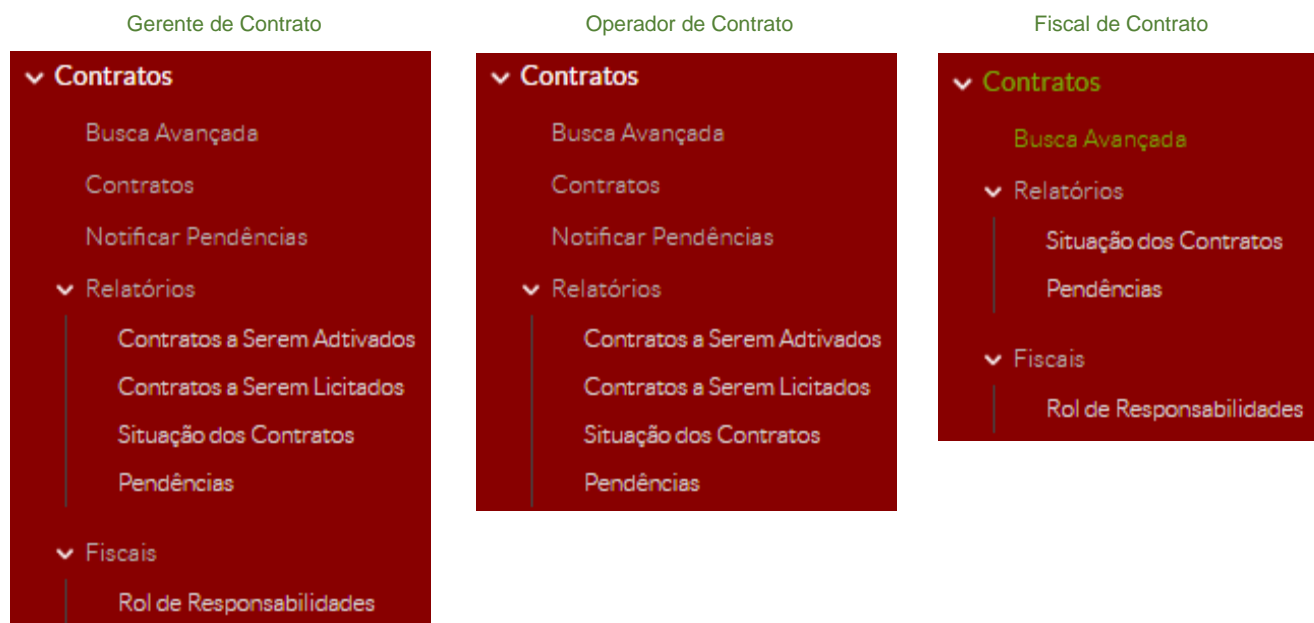 Gerente de Contrato
Contratos
Busca Avançada
Contratos
Notificar Pendências
Relatórios
Contratos a Serem Adtivados
Contratos a Serem Licitados
Situação dos Contratos
Pendências
Fiscais
Rol de Responsabilidades
Operador de Contrato
Contratos
Busca Avançada
Contratos
Notificar Pendências
Relatórios
Contratos a Serem Adtivados
Contratos a Serem Licitados
Situação dos Contratos
Pendências
Fiscal de Contrato
Contratos
Busca Avançada
Relatórios
Situação dos Contratos
Pendências
Fiscais
Rol de Responsabilidades